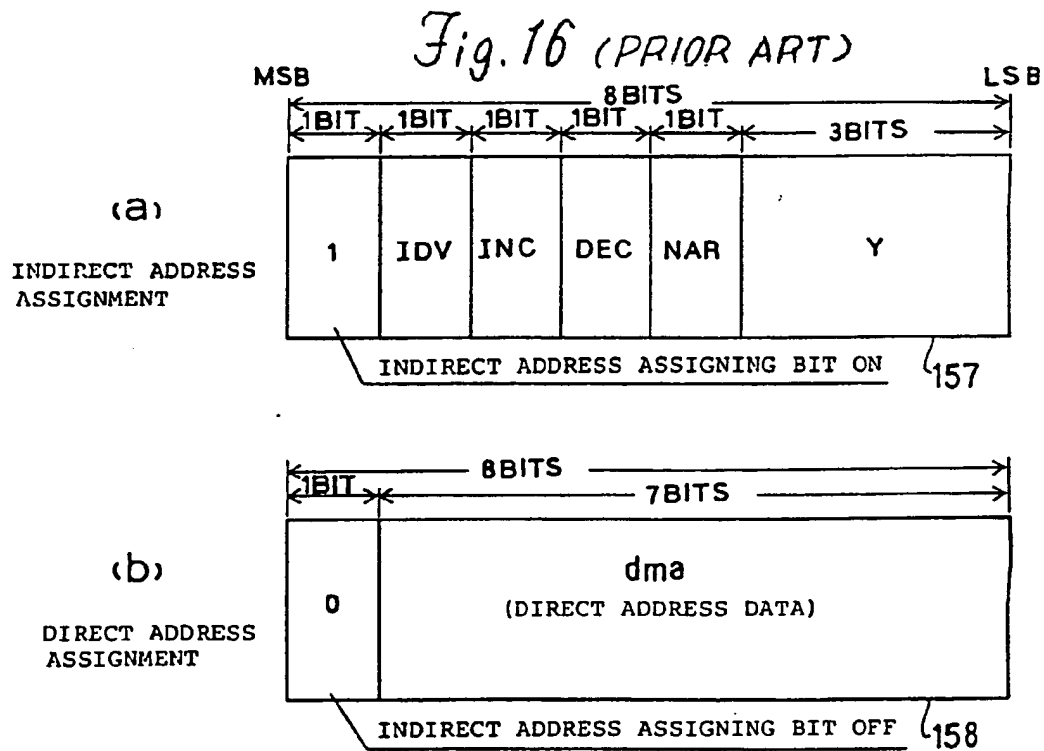 Fig. 16 (PRIOR ART)
MSB LSB
8BITS
1BIT 1BIT 1BIT 1BIT 1BIT 3BITS
(a)
INDIRECT ADDRESS
ASSIGNMENT
1 IDV INC DEC NAR Y
INDIRECT ADDRESS ASSIGNING BIT ON 157
8BITS
1BIT 7BITS
(b)
DIRECT ADDRESS
ASSIGNMENT
0 dma
(DIRECT ADDRESS DATA)
INDIRECT ADDRESS ASSIGNING BIT OFF 158